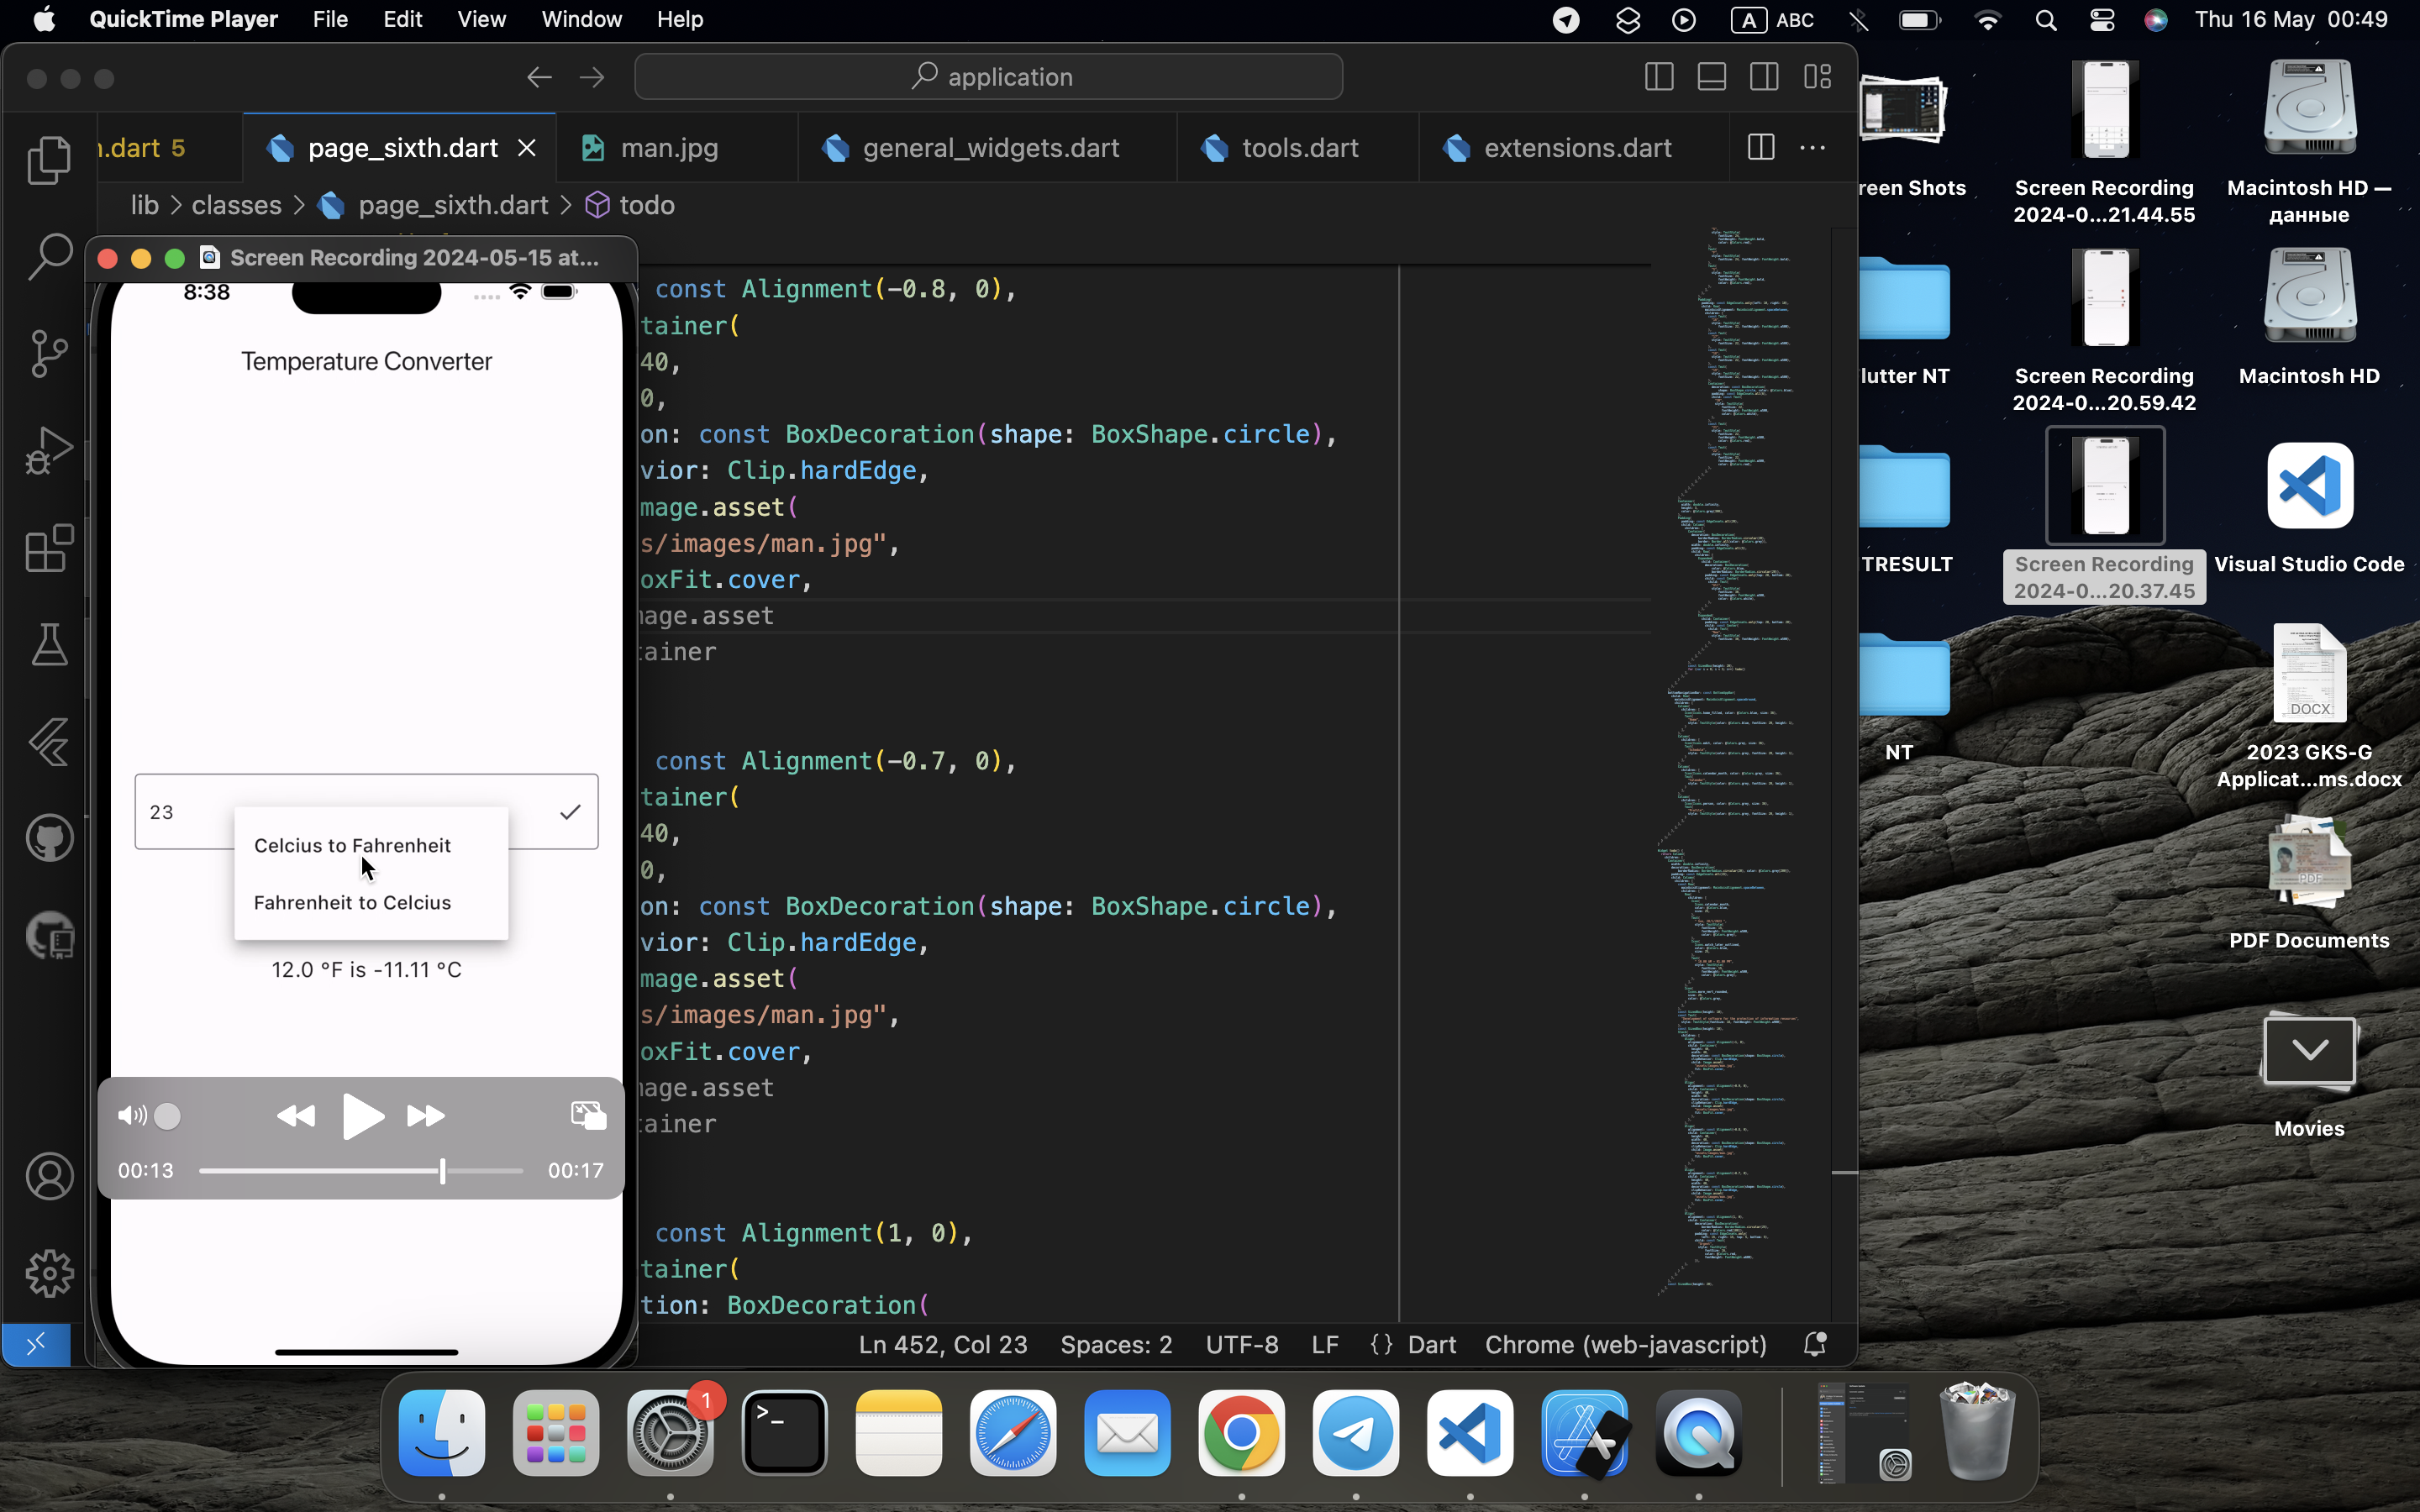 QuickTime Player File Edit View Window Help
A ABC Thu 16 May 00:49
application
n.dart 5 page_sixth.dart man.jpg general_widgets.dart tools.dart extensions.dart
lib > classes > page_sixth.dart > todo
Screen Recording 2024-05-15 at...
8:38
Temperature Converter
23
Celcius to Fahrenheit
Fahrenheit to Celcius
12.0 °F is -11.11 °C
00:13 00:17
const Alignment(-0.8, 0),
tainer(
40,
0,
on: const BoxDecoration(shape: BoxShape.circle),
vior: Clip.hardEdge,
mage.asset(
s/images/man.jpg",
oxFit.cover,
mage.asset
tainer
const Alignment(-0.7, 0),
tainer(
40,
0,
on: const BoxDecoration(shape: BoxShape.circle),
vior: Clip.hardEdge,
mage.asset(
s/images/man.jpg",
oxFit.cover,
mage.asset
tainer
const Alignment(1, 0),
tainer(
tion: BoxDecoration(
Ln 452, Col 23 Spaces: 2 UTF-8 LF {} Dart Chrome (web-javascript)
reen Shots
Screen Recording
2024-0...21.44.55
Macintosh HD —
данные
lutter NT
Screen Recording
2024-0...20.59.42
Macintosh HD
TRESULT
Screen Recording
2024-0...20.37.45
Visual Studio Code
DOCX
NT
2023 GKS-G
Applicat...ms.docx
PDF
PDF Documents
Movies
1